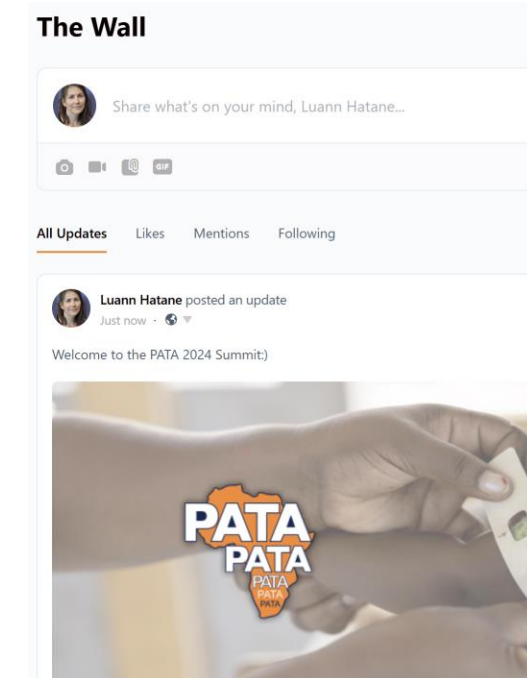 The Wall
Share what's on your mind, Luann Hatane...
GIF
All Updates Likes Mentions Following
Luann Hatane posted an update
Just now ·
Welcome to the PATA 2024 Summit:)
PATA
PATA
PATA
PATA
PATA